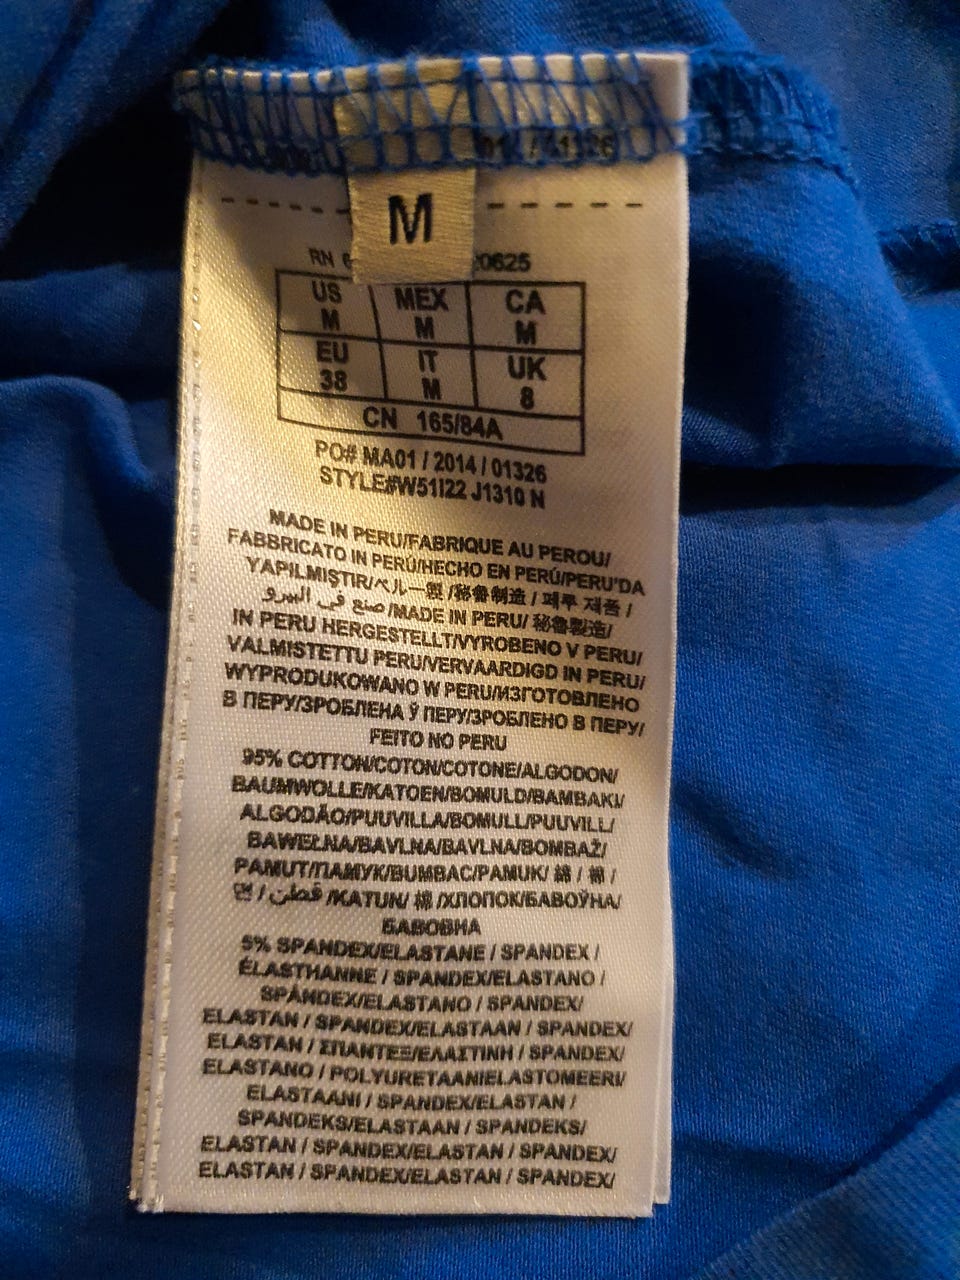 M
RN 20625
US MEX CA
M M M
EU IT UK
38 M 8
CN 165/84A
PO# MA01 / 2014 / 01326
STYLE#W51I22 J1310 N
MADE IN PERU/FABRIQUE AU PEROU/
FABBRICATO IN PERÙ/HECHO EN PERÚ/PERU'DA
YAPILMIŞTIR/ペルー製 /秘鲁制造 / 페루 제품 /
صنع في البيرو /MADE IN PERU/ 秘魯製造/
IN PERU HERGESTELLT/VYROBENO V PERU/
VALMISTETTU PERU/VERVAARDIGD IN PERU/
WYPRODUKOWANO W PERU/ИЗГОТОВЛЕНО
В ПЕРУ/ЗРОБЛЕНА Ў ПЕРУ/ЗРОБЛЕНО В ПЕРУ/
FEITO NO PERU
95% COTTON/COTON/COTONE/ALGODON/
BAUMWOLLE/KATOEN/BOMULD/BAMBAKI/
ALGODÃO/PUUVILLA/BOMULL/PUUVILL/
BAWEŁNA/BAVLNA/BAVLNA/BOMBAŽ/
PAMUT/ПАМУК/BUMBAC/PAMUK/ 綿 / 棉 /
면 / قطن /KATUN/ 棉 /ХЛОПОК/БАВОЎНА/
БАВОВНА
5% SPANDEX/ELASTANE / SPANDEX /
ÉLASTHANNE / SPANDEX/ELASTANO /
SPANDEX/ELASTANO / SPANDEX/
ELASTAN / SPANDEX/ELASTAAN / SPANDEX/
ELASTAN / ΣΠΑΝΤΕΞ/ΕΛΑΣΤΙΝΗ / SPANDEX/
ELASTANO / POLYURETAANIELASTOMEERI/
ELASTAANI / SPANDEX/ELASTAN /
SPANDEKS/ELASTAAN / SPANDEKS/
ELASTAN / SPANDEX/ELASTAN / SPANDEX/
ELASTAN / SPANDEX/ELASTAN / SPANDEX/